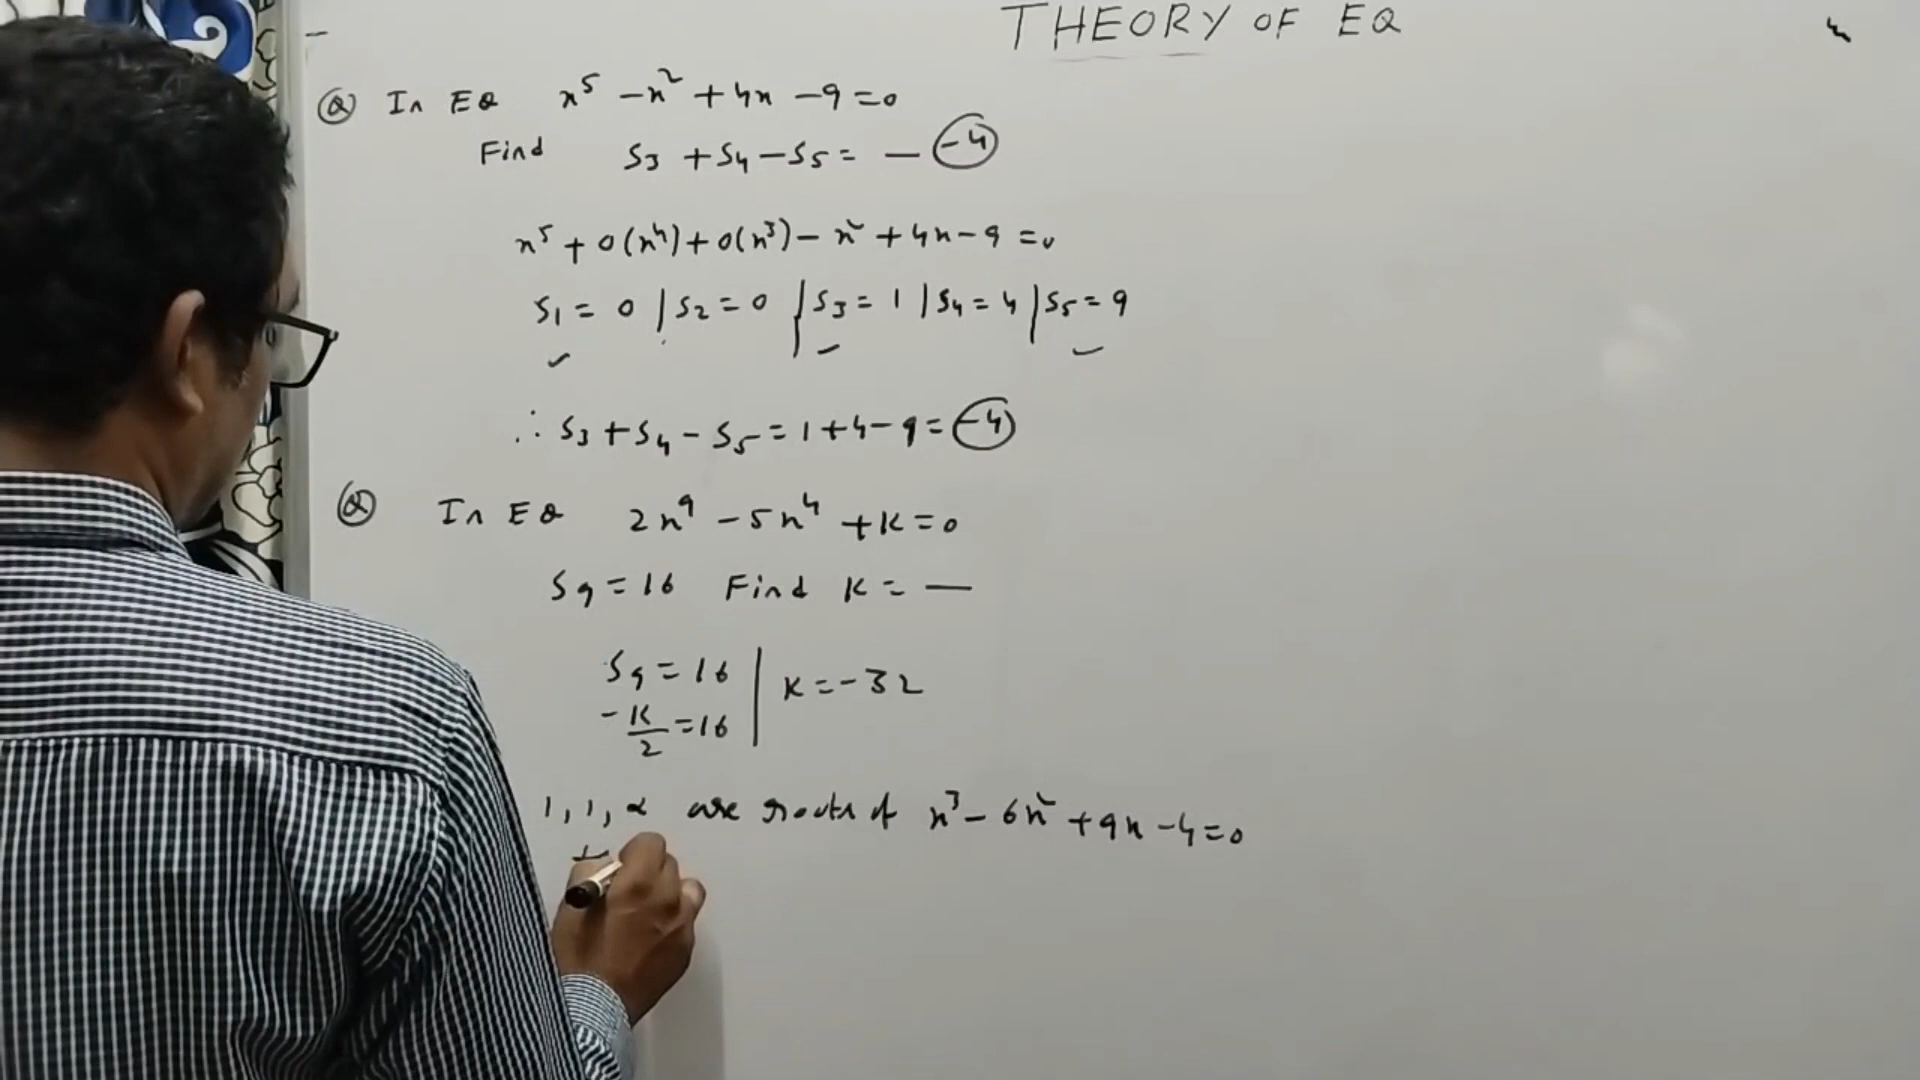 THEORY OF EQ
Q In EQ x⁵ - x² + 4x - 9 = 0
Find S₃ + S₄ - S₅ = — -4
x⁵ + 0(x⁴) + 0(x³) - x² + 4x - 9 = 0
S₁ = 0 | S₂ = 0 | S₃ = 1 | S₄ = 4 | S₅ = 9
∴ S₃ + S₄ - S₅ = 1 + 4 - 9 = -4
Q In EQ 2x⁹ - 5x⁴ + K = 0
S₉ = 16 Find K = —
S₉ = 16 | K = -32
-K/2 = 16
1, 1, α are roots of x³ - 6x² + 9x - 4 = 0